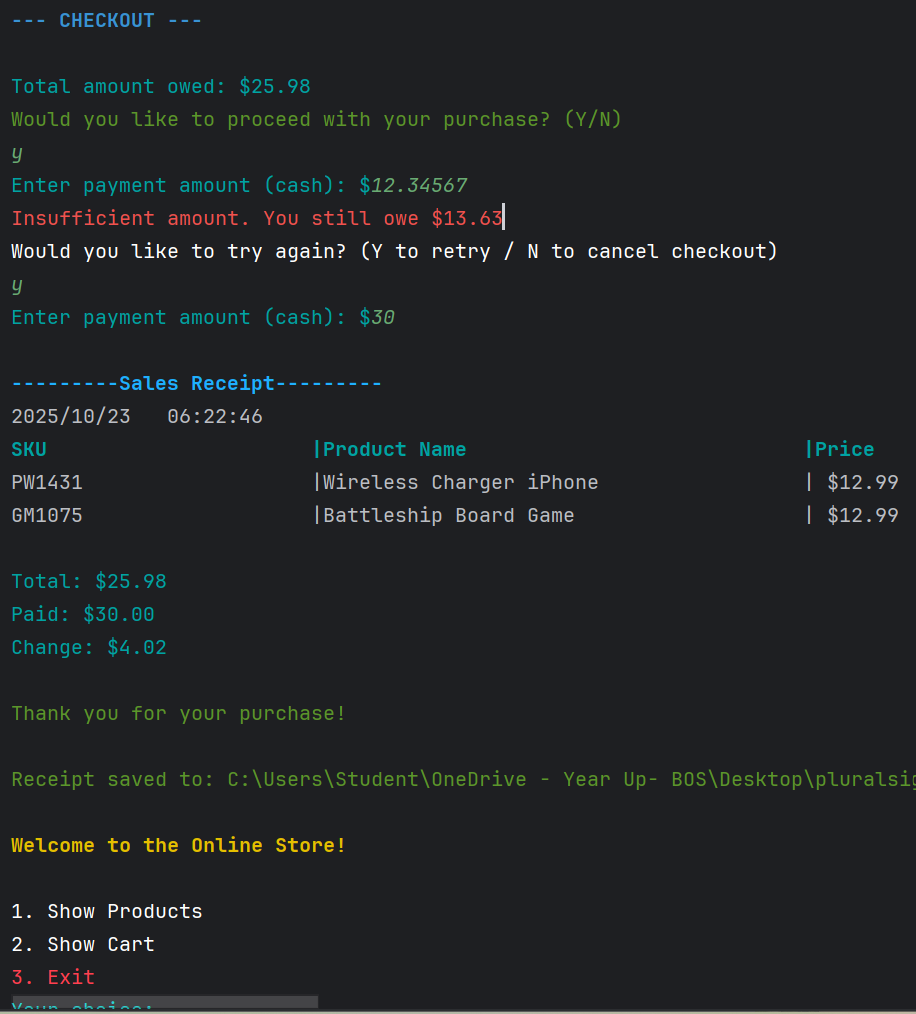 --- CHECKOUT ---
Total amount owed: $25.98
Would you like to proceed with your purchase? (Y/N)
y
Enter payment amount (cash): $12.34567
Insufficient amount. You still owe $13.63
Would you like to try again? (Y to retry / N to cancel checkout)
y
Enter payment amount (cash): $30
---------Sales Receipt---------
2025/10/23   06:22:46
SKU                      |Product Name                            |Price
PW1431                   |Wireless Charger iPhone                 | $12.99
GM1075                   |Battleship Board Game                   | $12.99
Total: $25.98
Paid: $30.00
Change: $4.02
Thank you for your purchase!
Receipt saved to: C:\Users\Student\OneDrive - Year Up- BOS\Desktop\pluralsig
Welcome to the Online Store!
1. Show Products
2. Show Cart
3. Exit
Your choice: